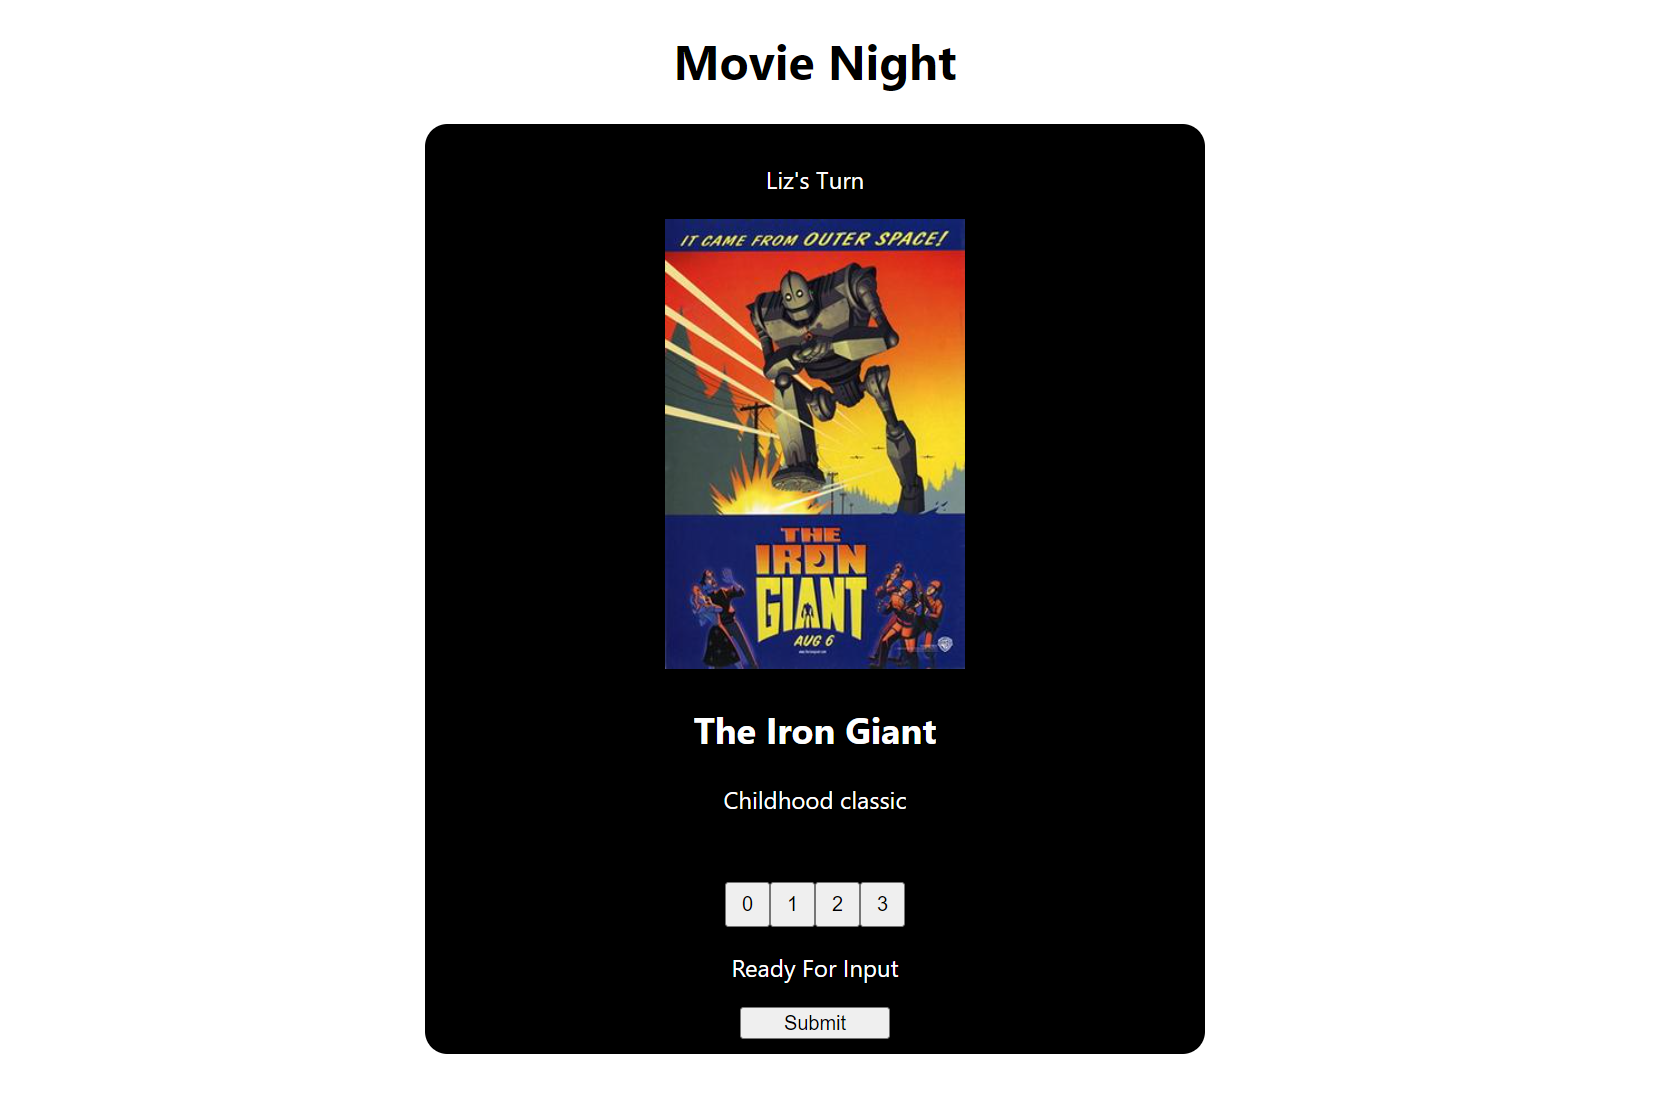 Movie Night
Liz's Turn
IT CAME FROM OUTER SPACE!
THE
IRON
GIANT
AUG 6
The Iron Giant
Childhood classic
0 1 2 3
Ready For Input
Submit